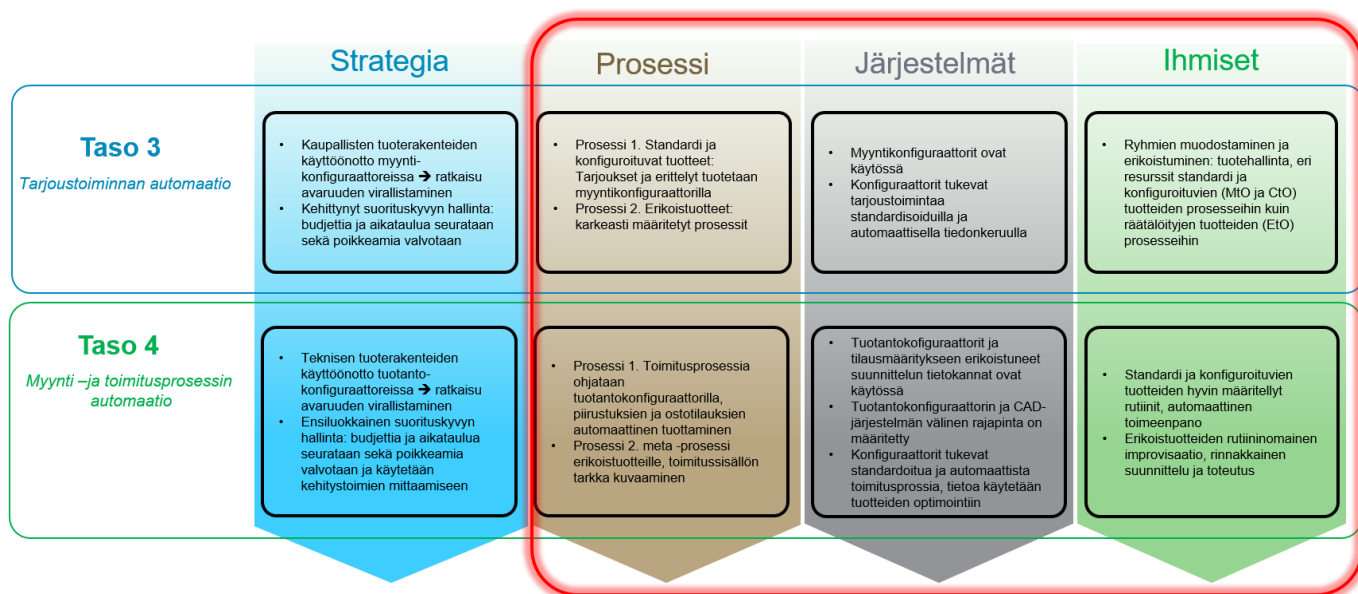 Strategia
Prosessi
Järjestelmät
Ihmiset
Taso 3
Tarjoustoiminnan automaatio
• Kaupallisten tuoterakenteiden
käyttöönotto myynti-
konfiguraattoreissa ➔ ratkaisu
avaruuden virallistaminen
• Kehittynyt suorituskyvyn hallinta:
budjettia ja aikataulua seurataan
sekä poikkeamia valvotaan
• Prosessi 1. Standardi ja
konfiguroituvat tuotteet:
Tarjoukset ja erittelyt tuotetaan
myyntikonfiguraattorilla
• Prosessi 2. Erikoistuotteet:
karkeasti määritetyt prosessit
• Myyntikonfiguraattorit ovat
käytössä
• Konfiguraattorit tukevat
tarjoustoimintaa
standardisoidulla ja
automaattisella tiedonkeruulla
• Ryhmien muodostaminen ja
erikoistuminen: tuotehallinta, eri
resurssit standardi ja
konfiguroituvien (MtO ja CtO)
tuotteiden prosesseihin kuin
räätälöityjen tuotteiden (EtO)
prosesseihin
Taso 4
Myynti –ja toimitusprosessin
automaatio
• Teknisen tuoterakenteiden
käyttöönotto tuotanto-
konfiguraattoreissa ➔ ratkaisu
avaruuden virallistaminen
• Ensiluokkainen suorituskyvyn
hallinta: budjettia ja aikataulua
seurataan sekä poikkeamia
valvotaan ja käytetään
kehitystoimien mittaamiseen
• Prosessi 1. Toimitusprosessia
ohjataan
tuotantokonfiguraattorilla,
piirustuksien ja ostotilauksien
automaattinen tuottaminen
• Prosessi 2. meta -prosessi
erikoistuotteille, toimitussisällön
tarkka kuvaaminen
• Tuotantokofiguraattorit ja
tilausmääritykseen erikoistuneet
suunnittelun tietokannat ovat
käytössä
• Tuotantokonfiguraattorin ja CAD-
järjestelmän välinen rajapinta on
määritetty
• Konfiguraattorit tukevat
standardoitua ja automaattista
toimitusprossia, tietoa käytetään
tuotteiden optimointiin
• Standardi ja konfiguroituvien
tuotteiden hyvin määritellyt
rutiinit, automaattinen
toimeenpano
• Erikoistuotteiden rutiininomainen
improvisaatio, rinnakkainen
suunnittelu ja toteutus